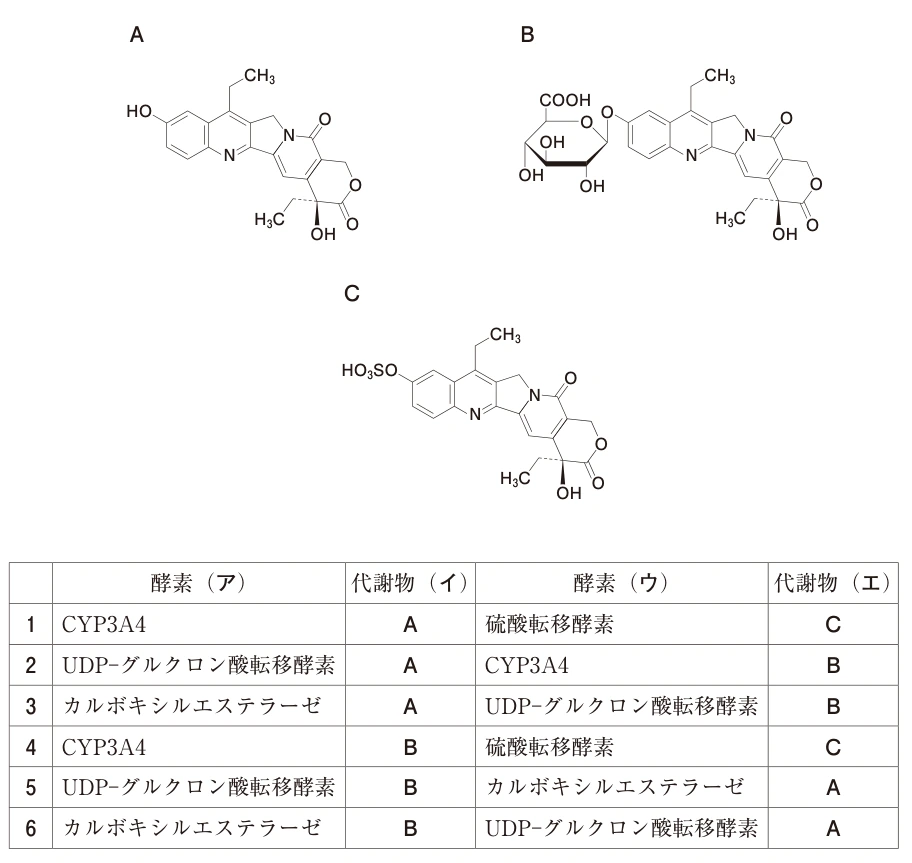 A
B
CH₃
HO
N
N
O
O
O
H₃C
OH
CH₃
COOH
O
O
OH
OH
OH
N
N
O
O
O
H₃C
OH
C
CH₃
HO₃SO
N
N
O
O
O
H₃C
OH
酵素（ア） 代謝物（イ） 酵素（ウ） 代謝物（エ）
1 CYP3A4 A 硫酸転移酵素 C
2 UDP-グルクロン酸転移酵素 A CYP3A4 B
3 カルボキシルエステラーゼ A UDP-グルクロン酸転移酵素 B
4 CYP3A4 B 硫酸転移酵素 C
5 UDP-グルクロン酸転移酵素 B カルボキシルエステラーゼ A
6 カルボキシルエステラーゼ B UDP-グルクロン酸転移酵素 A